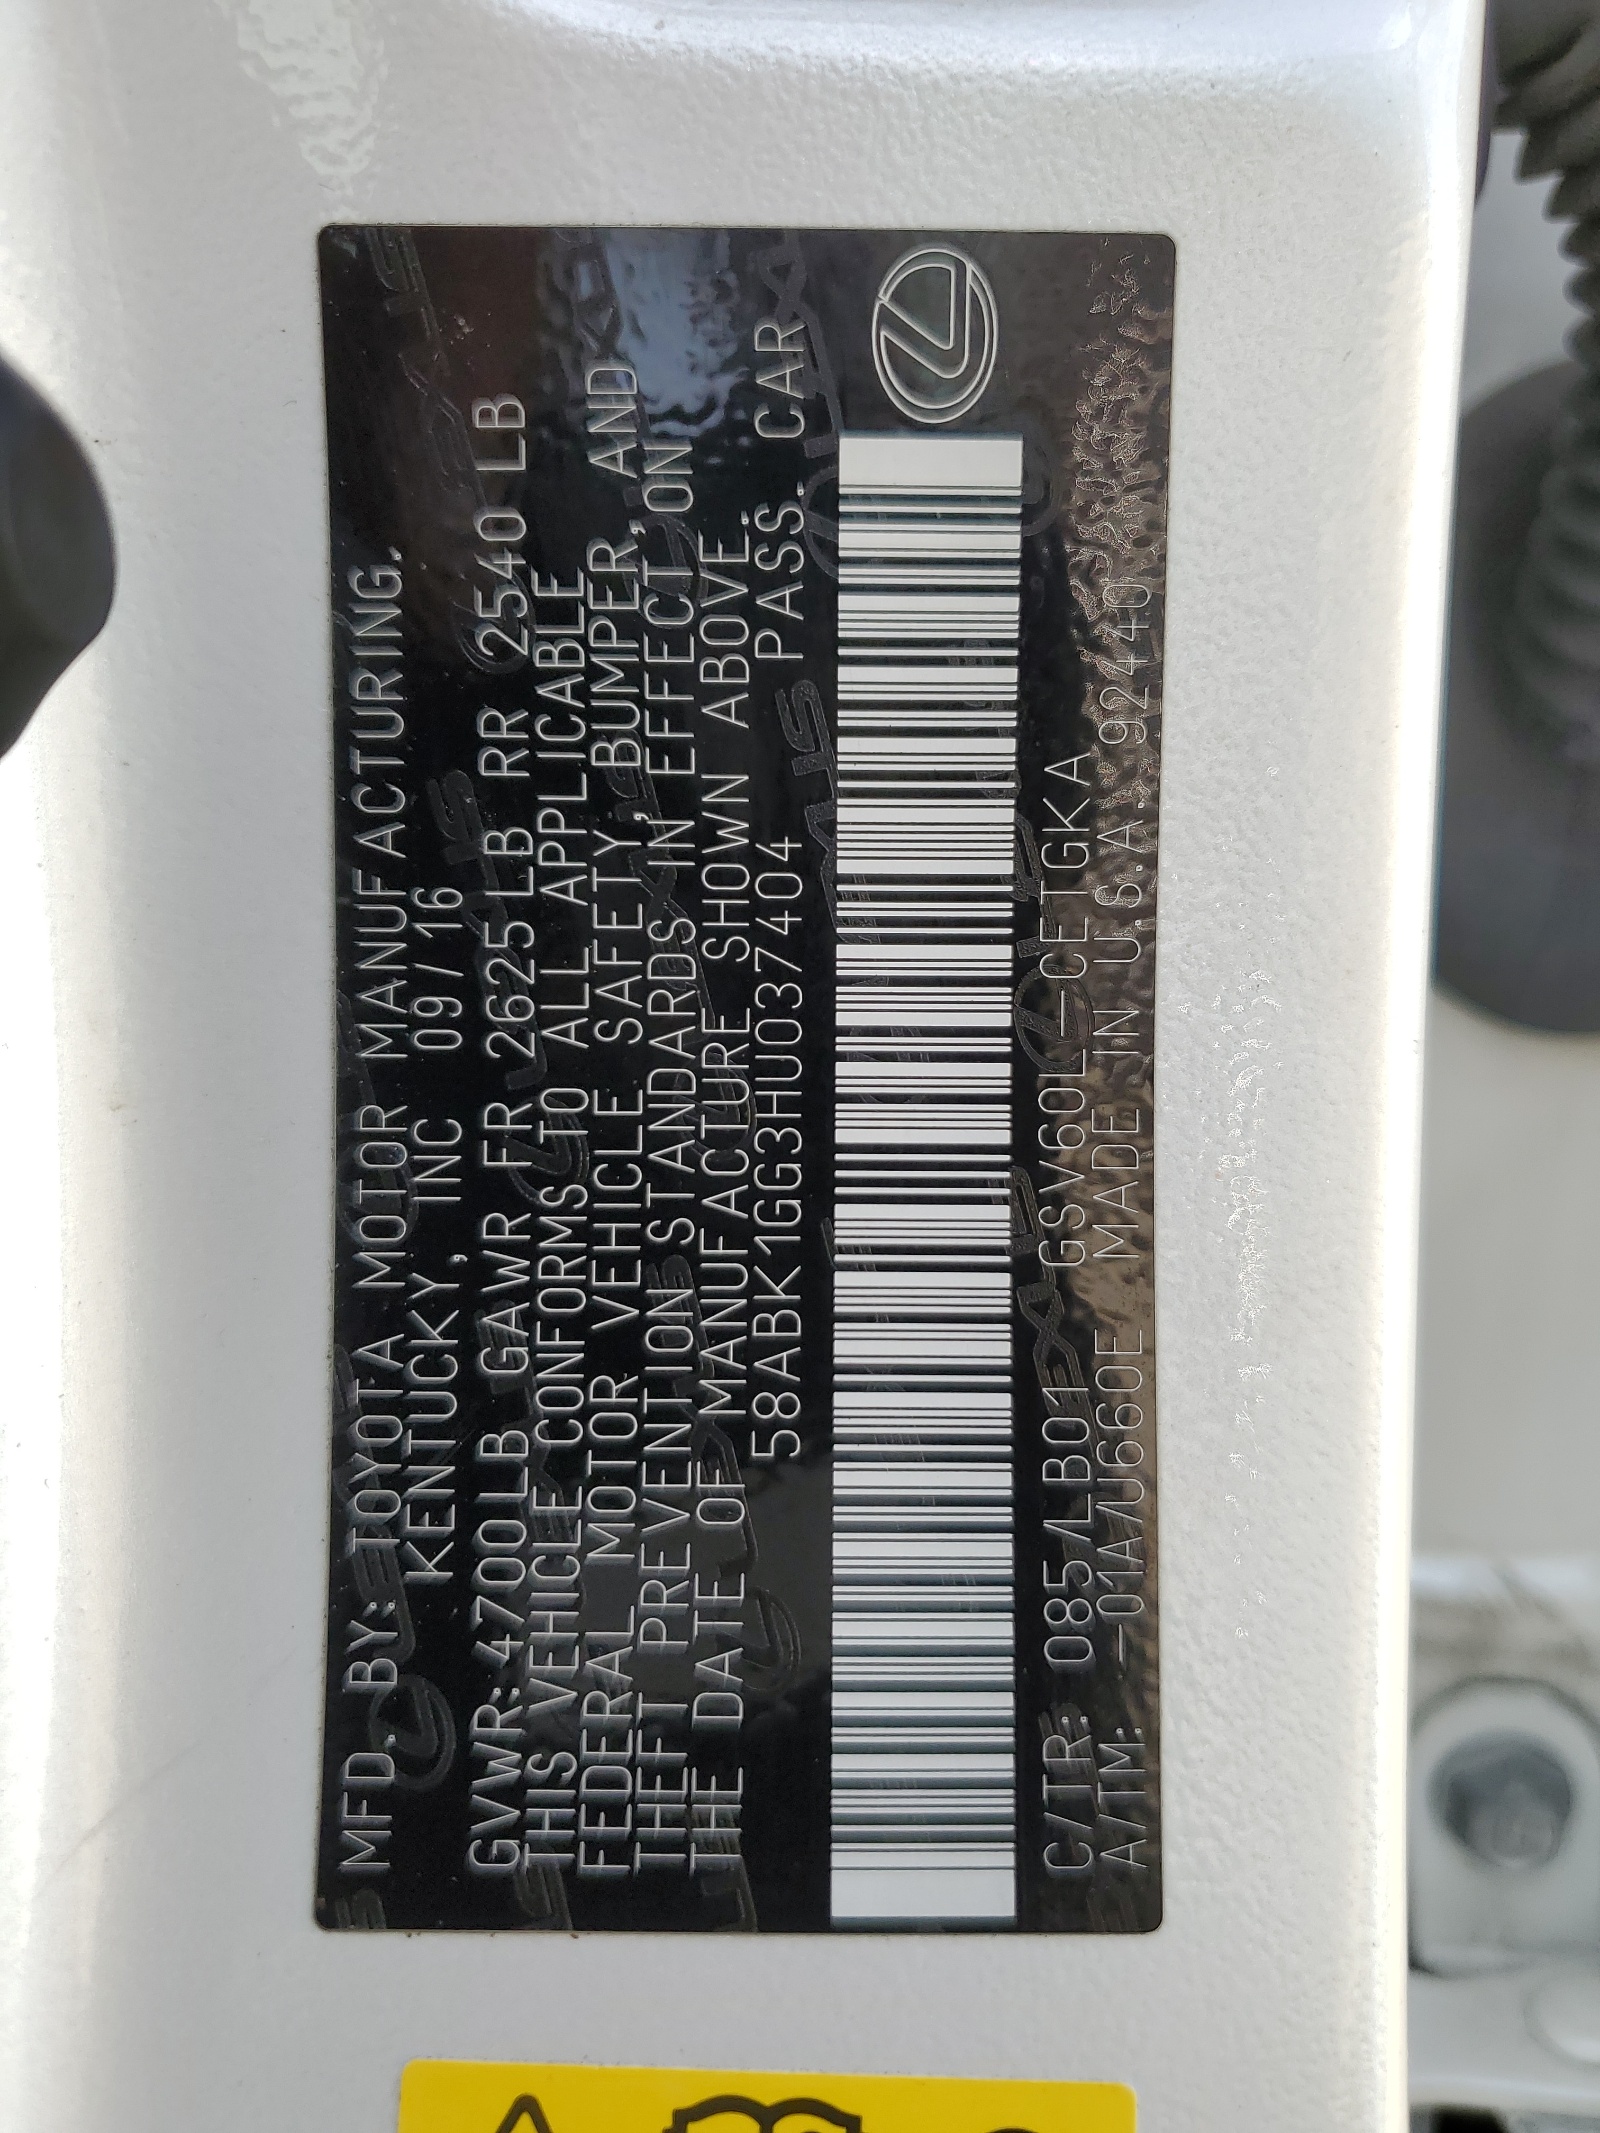 MFD. BY: TOYOTA MOTOR MANUFACTURING,
KENTUCKY, INC 09/16
GVWR:4700LB GAWR FR 2625LB RR 2540 LB
THIS VEHICLE CONFORMS TO ALL APPLICABLE
FEDERAL MOTOR VEHICLE SAFETY, BUMPER, AND
THEFT PREVENTION STANDARDS IN EFFECT ON
THE DATE OF MANUFACTURE SHOWN ABOVE.
58ABK1GG3HU037404 PASS. CAR
C/TR: 085/LB01 GSV60L-CETGKA
A/TM: -01A/U660E MADE IN U.S.A. 92440